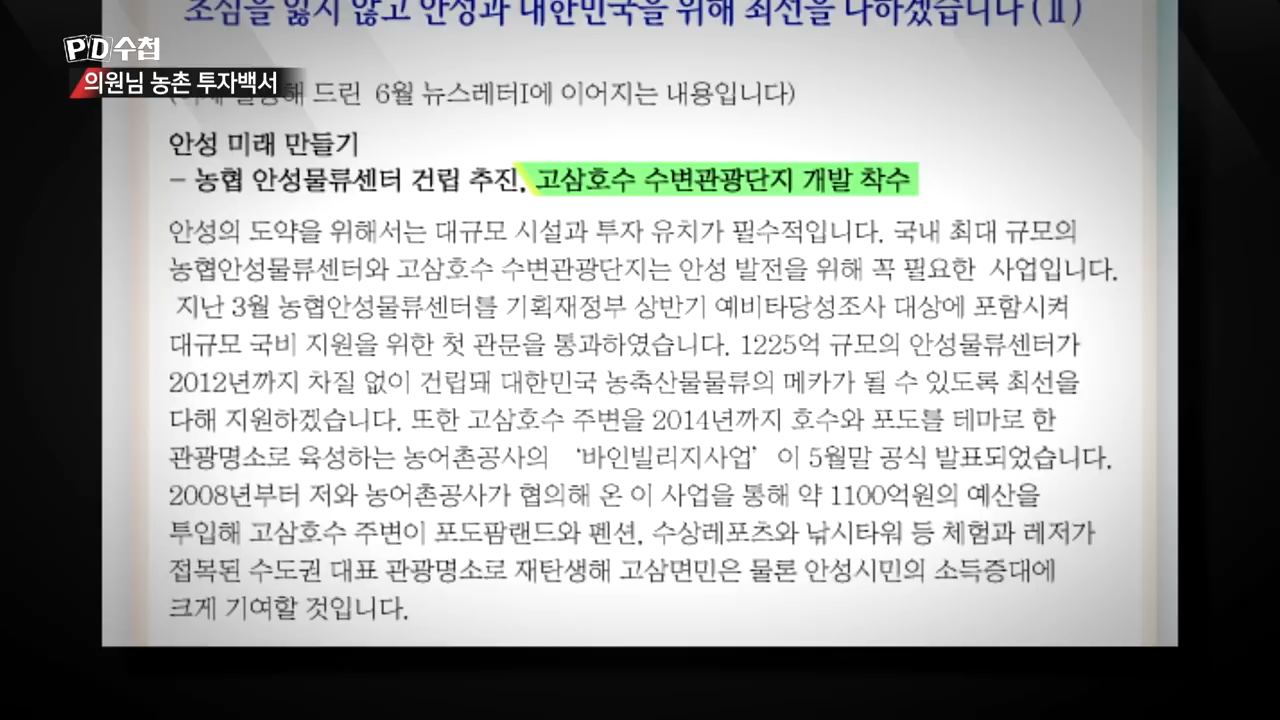 초심을 잃지 않고 안성과 대한민국을 위해 최선을 다하겠습니다 (Ⅱ)
PD수첩
의원님 농촌 투자백서
드린 6월 뉴스레터I에 이어지는 내용입니다)
안성 미래 만들기
- 농협 안성물류센터 건립 추진, 고삼호수 수변관광단지 개발 착수
안성의 도약을 위해서는 대규모 시설과 투자 유치가 필수적입니다. 국내 최대 규모의
농협안성물류센터와 고삼호수 수변관광단지는 안성 발전을 위해 꼭 필요한 사업입니다.
지난 3월 농협안성물류센터를 기획재정부 상반기 예비타당성조사 대상에 포함시켜
대규모 국비 지원을 위한 첫 관문을 통과하였습니다. 1225억 규모의 안성물류센터가
2012년까지 차질 없이 건립돼 대한민국 농축산물물류의 메카가 될 수 있도록 최선을
다해 지원하겠습니다. 또한 고삼호수 주변을 2014년까지 호수와 포도를 테마로 한
관광명소로 육성하는 농어촌공사의 ‘바인빌리지사업’ 이 5월말 공식 발표되었습니다.
2008년부터 저와 농어촌공사가 협의해 온 이 사업을 통해 약 1100억원의 예산을
투입해 고삼호수 주변이 포도팜랜드와 펜션, 수상레포츠와 낚시타워 등 체험과 레저가
접목된 수도권 대표 관광명소로 재탄생해 고삼면민은 물론 안성시민의 소득증대에
크게 기여할 것입니다.